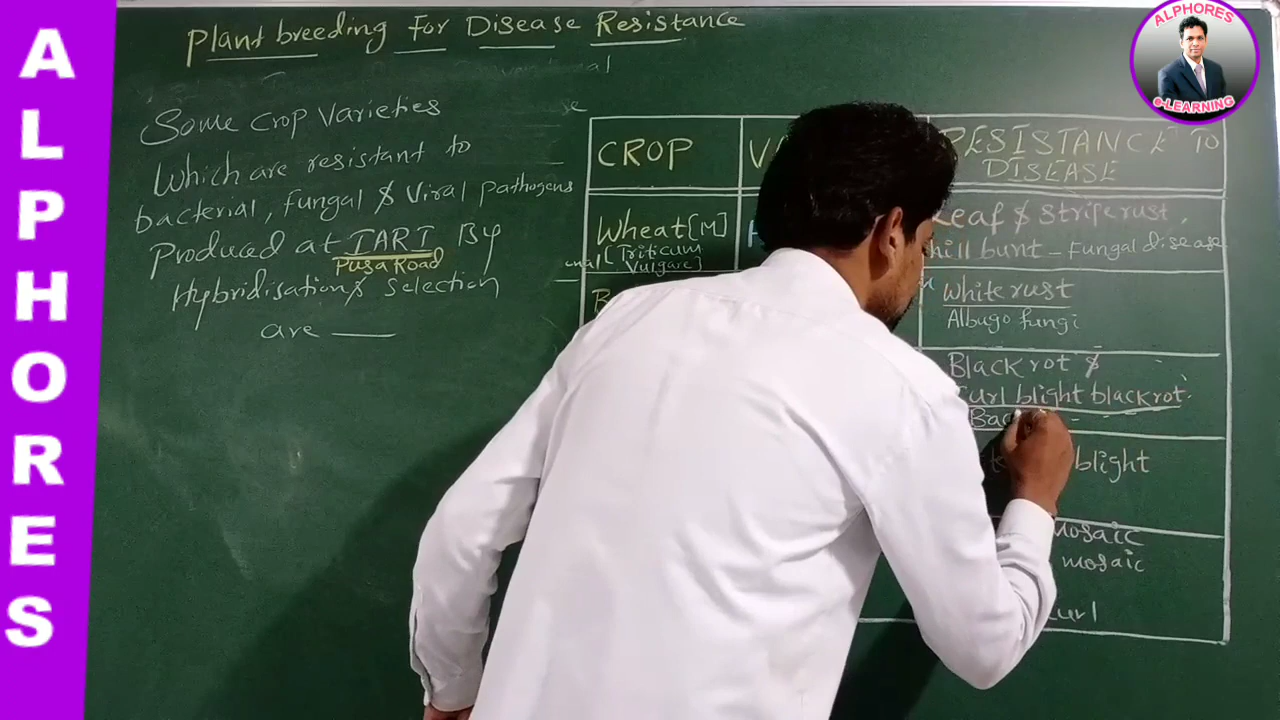 ALPHORES
ALPHORES
e-LEARNING
Plant breeding For Disease Resistance
Some Crop Varieties
Which are resistant to
bacterial, Fungal & Viral pathogens
Produced at IARI By
Pusa Road
Hybridisation & Selection
are
CROP
RESISTANCE TO
DISEASE
Wheat [M]
[Triticum
Vulgare]
Leaf & stripe rust,
hill bunt - Fungal disease
White rust
Albugo fungi
Black rot &
curl blight black rot.
Bac
blight
mosaic
mosaic
curl